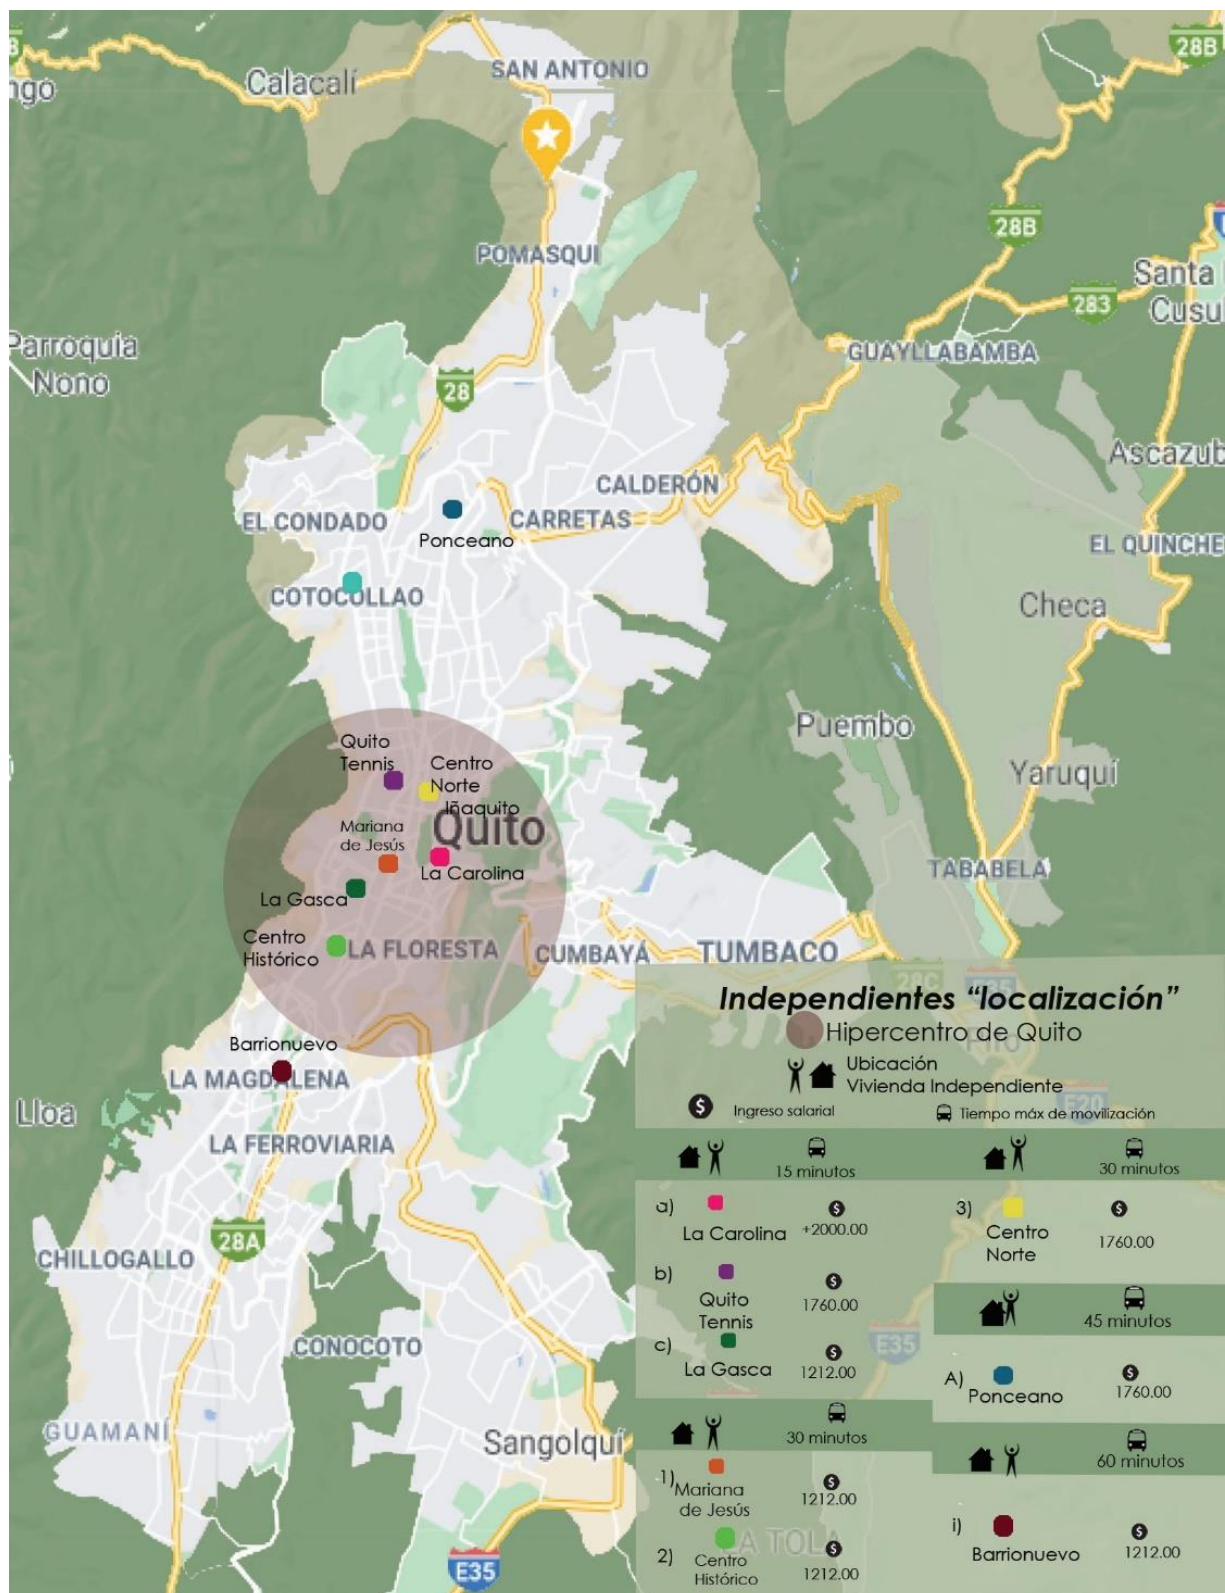 SAN ANTONIO
28B
Calacalí
ngo
28B
POMASQUI
Santa
Cusu
283
GUAYLLABAMBA
Parroquia
Nono
28
Ascazub
CALDERÓN
EL CONDADO
CARRETAS
Ponceano
EL QUINCHE
COTOCOLLAO
Checa
Puembo
Quito
Tennis
Centro
Norte
Iñaquito
Yaruquí
Mariana
de Jesús
Quito
La Carolina
TABABELA
La Gasca
Centro
Histórico
LA FLORESTA
CUMBAYÁ
TUMBACO
28C
E35
Independientes “localización”
Hipercentro de Quito
Barrionuevo
Ubicación
Vivienda Independiente
LA MAGDALENA
E20
Lloa
$ Ingreso salarial
Tiempo máx de movilización
LA FERROVIARIA
15 minutos
30 minutos
a) La Carolina
$
+2000.00
3) Centro
Norte
$
1760.00
28A
CHILLOGALLO
b) Quito
Tennis
$
1760.00
45 minutos
CONOCOTO
E35
c) La Gasca
$
1212.00
A) Ponceano
$
1760.00
GUAMANÍ
Sangolquí
30 minutos
60 minutos
1) Mariana
de Jesús
$
1212.00
i) Barrionuevo
$
1212.00
LA TOLA
2) Centro
Histórico
$
1212.00
E35